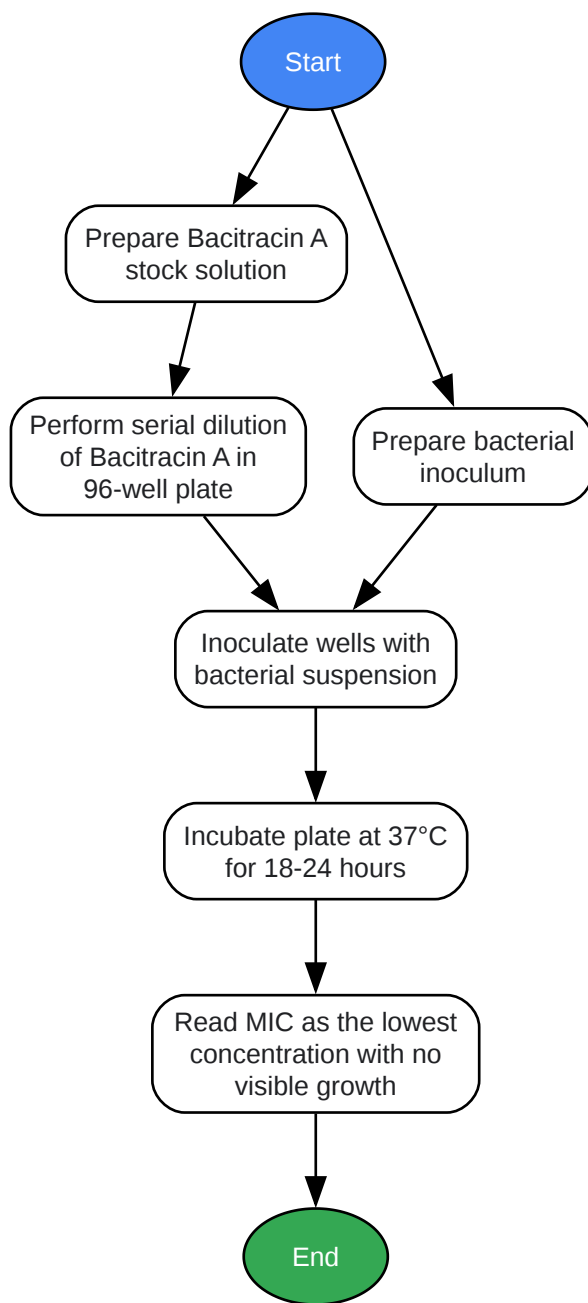 Start
Prepare Bacitracin A
stock solution
Perform serial dilution
of Bacitracin A in
96-well plate
Prepare bacterial
inoculum
Inoculate wells with
bacterial suspension
Incubate plate at 37°C
for 18-24 hours
Read MIC as the lowest
concentration with no
visible growth
End